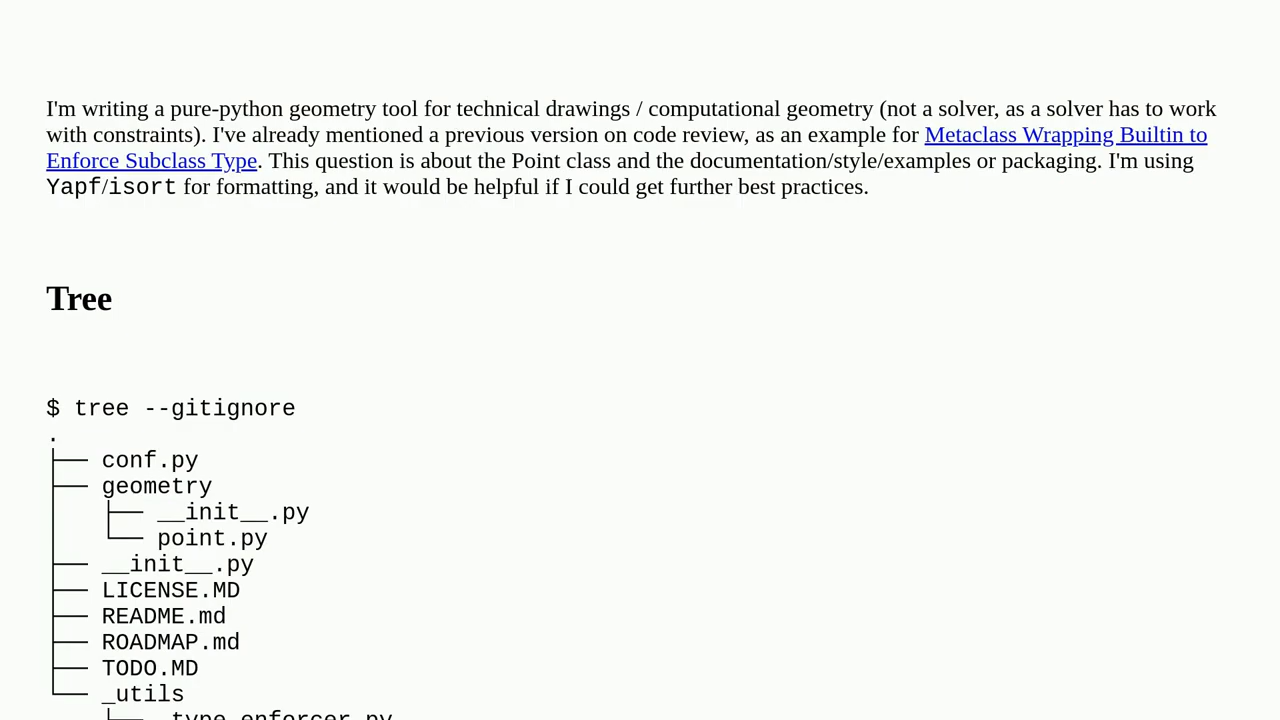 I'm writing a pure-python geometry tool for technical drawings / computational geometry (not a solver, as a solver has to work
with constraints). I've already mentioned a previous version on code review, as an example for Metaclass Wrapping Builtin to
Enforce Subclass Type. This question is about the Point class and the documentation/style/examples or packaging. I'm using
Yapf/isort for formatting, and it would be helpful if I could get further best practices.
Tree
$ tree --gitignore
.
├── conf.py
├── geometry
│   ├── __init__.py
│   └── point.py
├── __init__.py
├── LICENSE.MD
├── README.md
├── ROADMAP.md
├── TODO.MD
└── _utils
    └── _type_enforcer.py